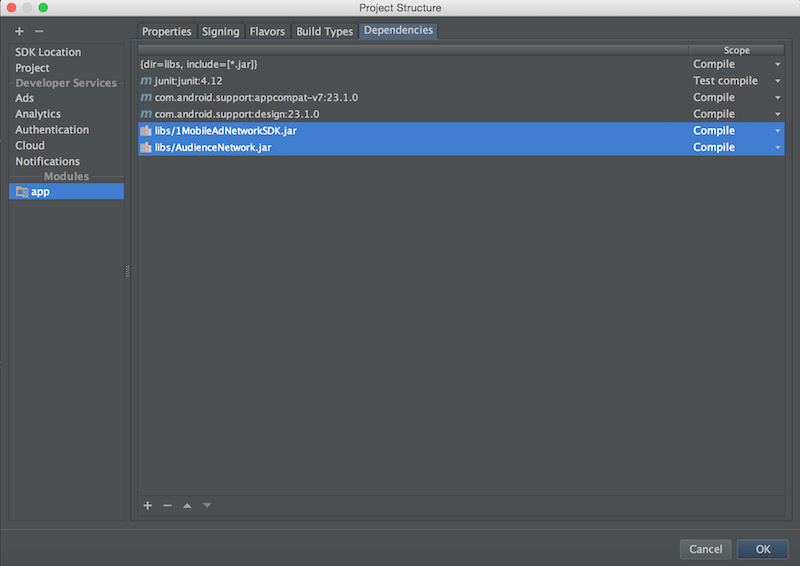 Project Structure
+ −
SDK Location
Project
Developer Services
Ads
Analytics
Authentication
Cloud
Notifications
Modules
app
Properties Signing Flavors Build Types Dependencies
Scope
{dir=libs, include=[*.jar]} Compile
m junit:junit:4.12 Test compile
m com.android.support:appcompat-v7:23.1.0 Compile
m com.android.support:design:23.1.0 Compile
libs/1MobileAdNetworkSDK.jar Compile
libs/AudienceNetwork.jar Compile
+ −
Cancel OK